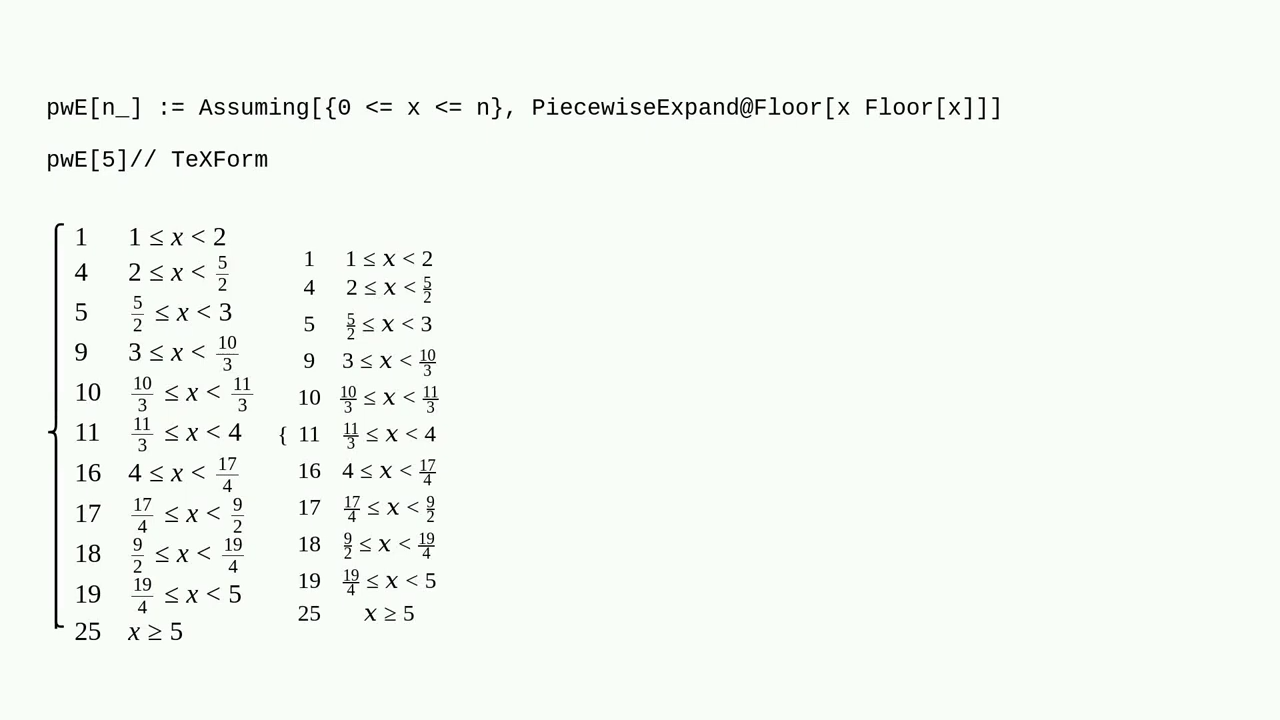 pwE[n_] := Assuming[{0 <= x <= n}, PiecewiseExpand@Floor[x Floor[x]]]
pwE[5]// TeXForm
1 1 ≤ x < 2
4 2 ≤ x < 5/2
5 5/2 ≤ x < 3
9 3 ≤ x < 10/3
10 10/3 ≤ x < 11/3
11 11/3 ≤ x < 4
16 4 ≤ x < 17/4
17 17/4 ≤ x < 9/2
18 9/2 ≤ x < 19/4
19 19/4 ≤ x < 5
25 x ≥ 5
1 1 ≤ x < 2
4 2 ≤ x < 5/2
5 5/2 ≤ x < 3
9 3 ≤ x < 10/3
10 10/3 ≤ x < 11/3
{ 11 11/3 ≤ x < 4
16 4 ≤ x < 17/4
17 17/4 ≤ x < 9/2
18 9/2 ≤ x < 19/4
19 19/4 ≤ x < 5
25 x ≥ 5